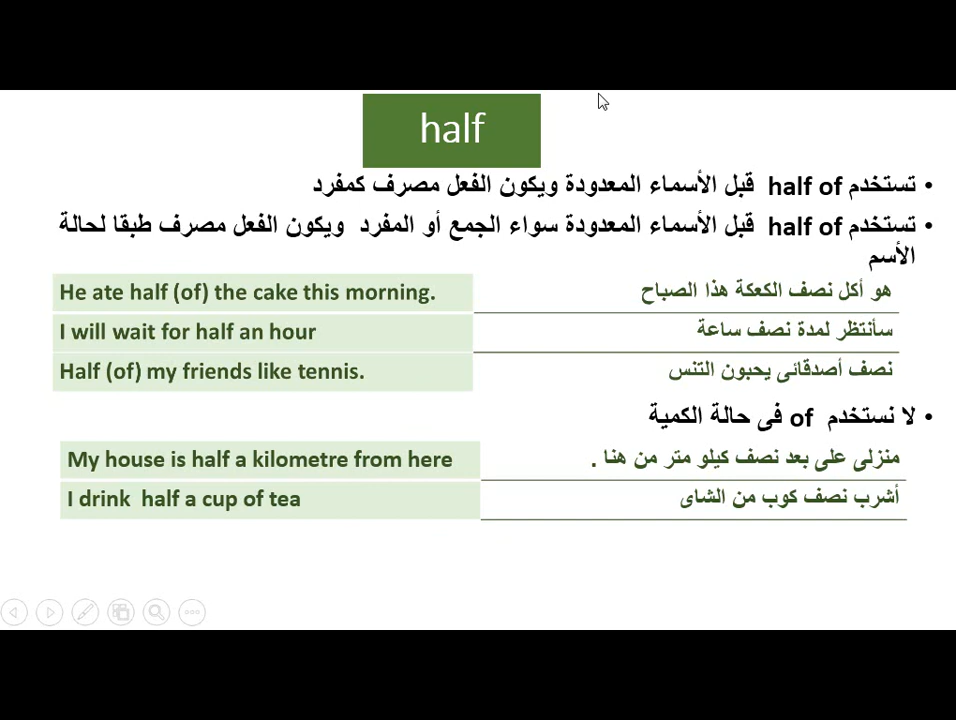 half
• تستخدم half of قبل الأسماء المعدودة ويكون الفعل مصرف كمفرد
• تستخدم half of قبل الأسماء المعدودة سواء الجمع أو المفرد ويكون الفعل مصرف طبقا لحالة
الأسم
He ate half (of) the cake this morning.
هو أكل نصف الكعكة هذا الصباح
I will wait for half an hour
سأنتظر لمدة نصف ساعة
Half (of) my friends like tennis.
نصف أصدقائى يحبون التنس
• لا نستخدم of فى حالة الكمية
My house is half a kilometre from here
منزلى على بعد نصف كيلو متر من هنا .
I drink half a cup of tea
أشرب نصف كوب من الشاى